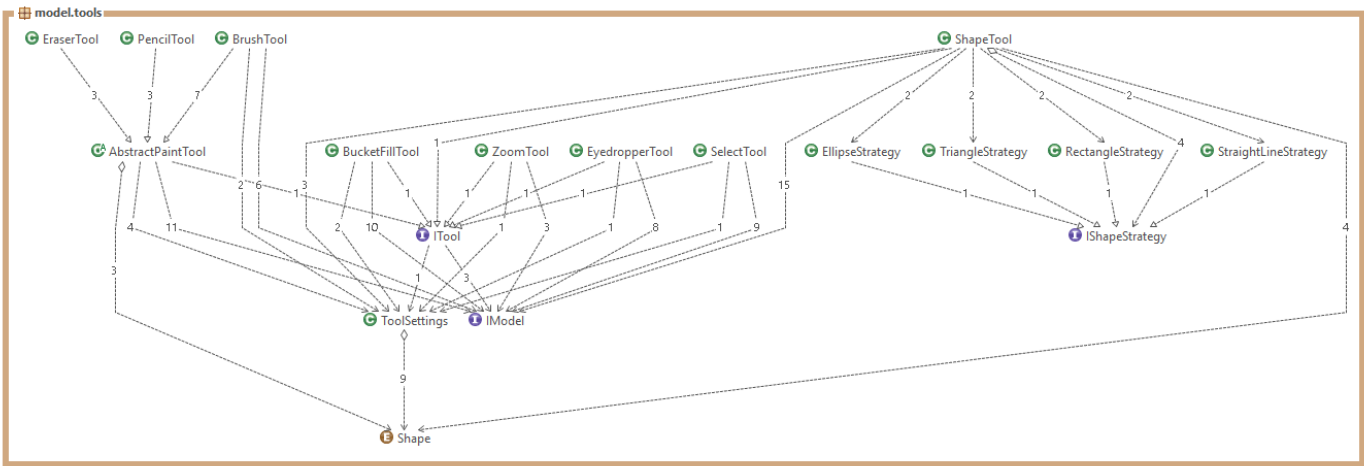 model.tools
EraserTool PencilTool BrushTool ShapeTool
3 3 7 2 2 2 2
AbstractPaintTool BucketFillTool ZoomTool EyedropperTool SelectTool EllipseStrategy TriangleStrategy RectangleStrategy StraightLineStrategy
1 4
2 6 1 3 1 1 1 1 15 1 1 1 1
4 11 2 10 1 3 1 8 1 9 4
ITool IShapeStrategy
3 1 3
ToolSettings IModel
9
Shape